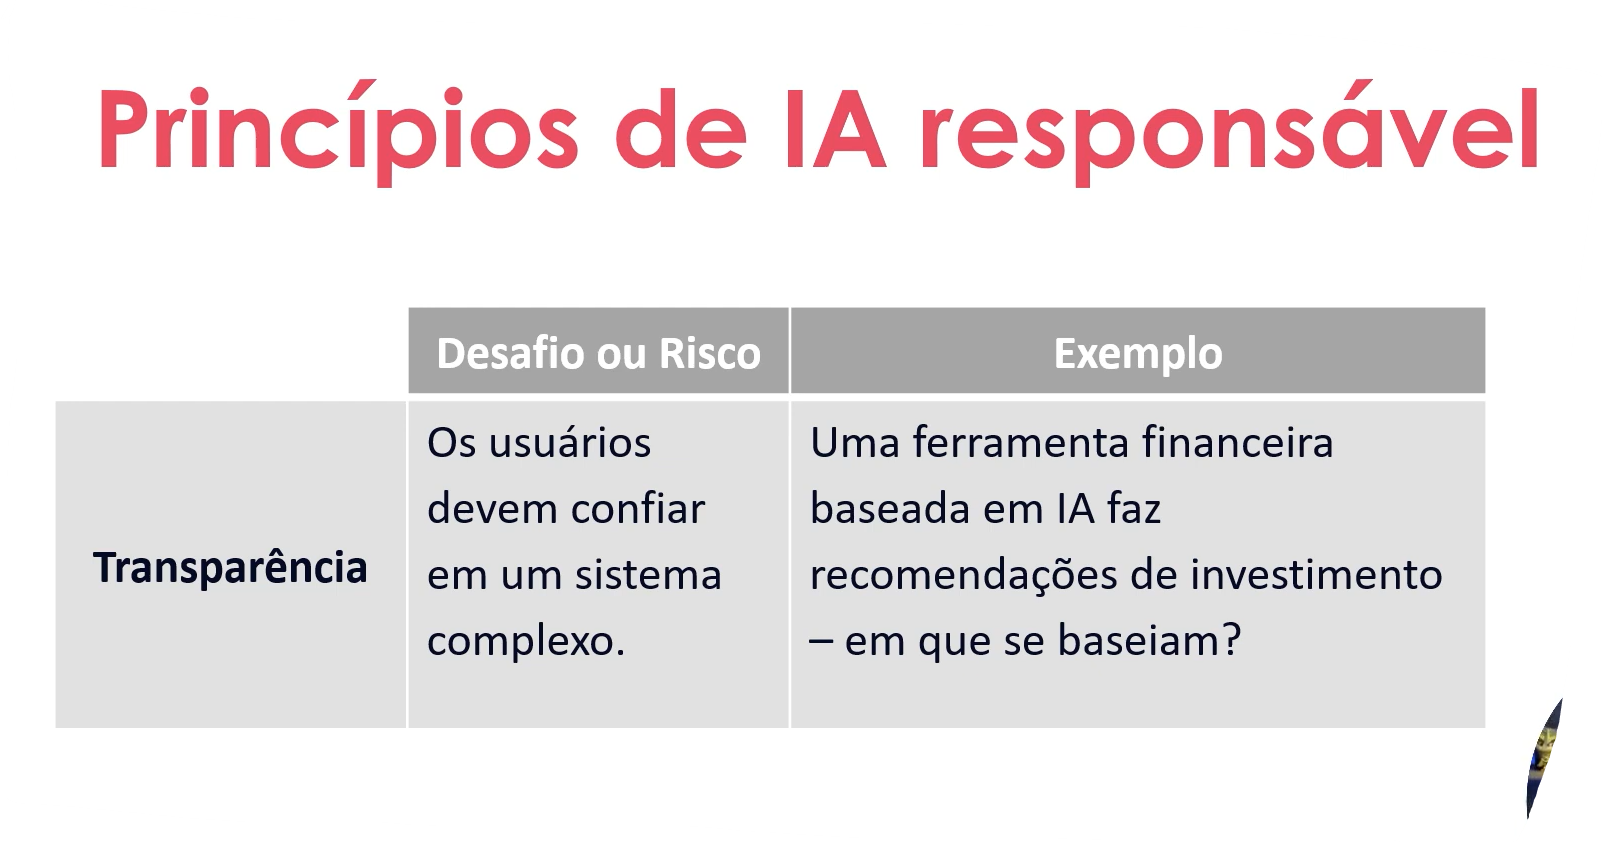 Princípios de IA responsável
Desafio ou Risco
Exemplo
Transparência
Os usuários
devem confiar
em um sistema
complexo.
Uma ferramenta financeira
baseada em IA faz
recomendações de investimento
– em que se baseiam?